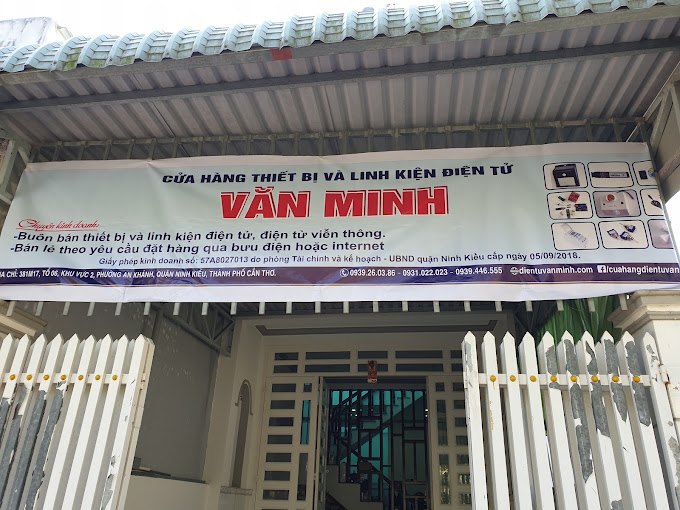 CỬA HÀNG THIẾT BỊ VÀ LINH KIỆN ĐIỆN TỬ
VĂN MINH
Chuyên kinh doanh:
-Buôn bán thiết bị và linh kiện điện tử, điện tử viễn thông.
-Bán lẻ theo yêu cầu đặt hàng qua bưu điện hoặc internet
Giấy phép kinh doanh số: 57A8027013 do phòng Tài chính và kế hoạch - UBND quận Ninh Kiều cấp ngày 05/09/2018.
ỊA CHỈ: 381M17, TỔ 06, KHU VỰC 2, PHƯỜNG AN KHÁNH, QUẬN NINH KIỀU, THÀNH PHỐ CẦN THƠ. 0939.26.03.86 - 0931.022.023 - 0939.446.555 dientuvanminh.com /cuahangdientuvan